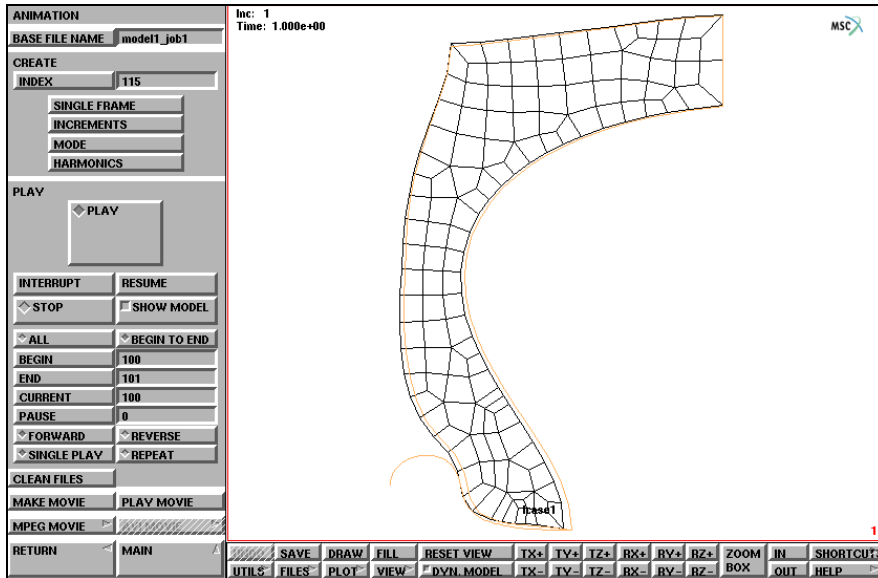 ANIMATION
BASE FILE NAME model1_job1
CREATE
INDEX 115
SINGLE FRAME
INCREMENTS
MODE
HARMONICS
PLAY
PLAY
INTERRUPT RESUME
STOP SHOW MODEL
ALL BEGIN TO END
BEGIN 100
END 101
CURRENT 100
PAUSE 0
FORWARD REVERSE
SINGLE PLAY REPEAT
CLEAN FILES
MAKE MOVIE PLAY MOVIE
MPEG MOVIE AVI MOVIE
RETURN MAIN
Inc: 1
Time: 1.000e+00
MSC
lcase1
1
SAVE DRAW FILL RESET VIEW TX+ TY+ TZ+ RX+ RY+ RZ+ ZOOM IN SHORTCUTS
UTILS FILES PLOT VIEW DYN. MODEL TX- TY- TZ- RX- RY- RZ- BOX OUT HELP